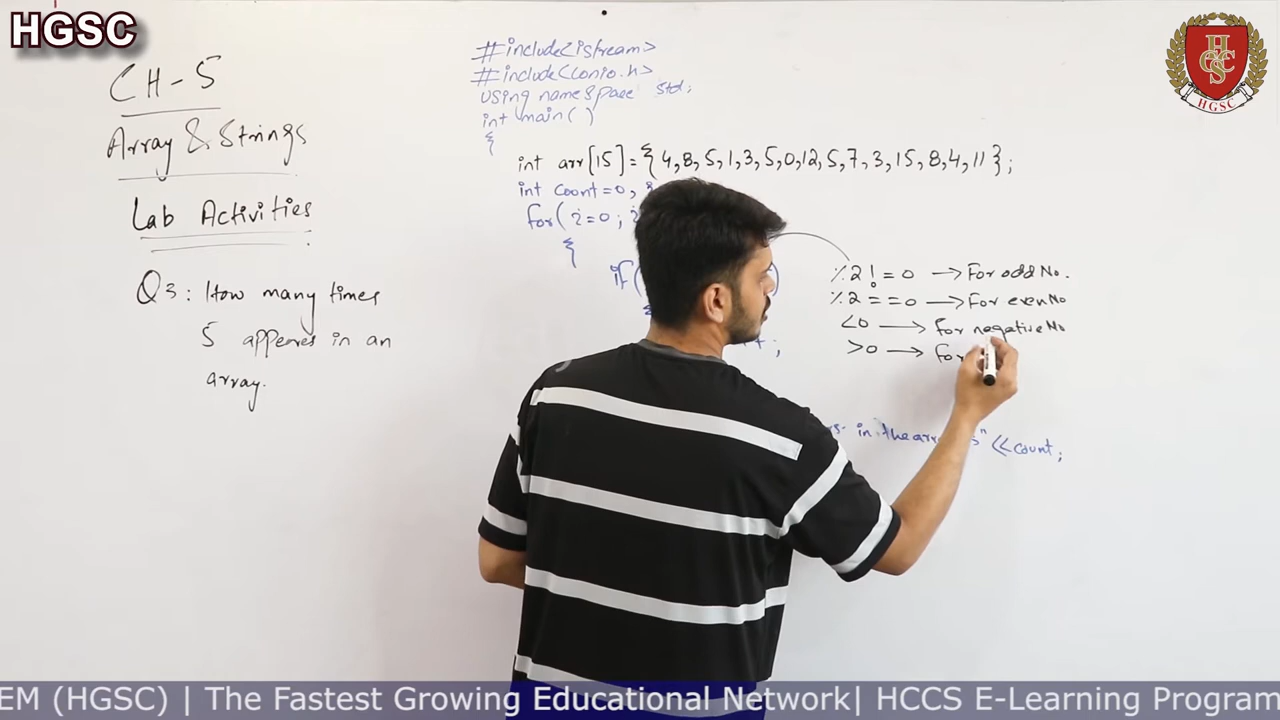 HGSC
HGSC
CH-5
Array & Strings
Lab Activities
Q3: How many times
5 appears in an
array.
#include<istream>
#include<conio.h>
using namespace std;
int main( )
{
int arr[15]={4,8,5,1,3,5,0,12,5,7,3,15,8,4,11};
int count=0,
for( i=0 ;
{
if(
)
%2!=0 → For odd No.
%2==0 → For even No
<0 → For negative No
>0 → For
;
in the
" << count;
EM (HGSC) | The Fastest Growing Educational Network| HCCS E-Learning Program